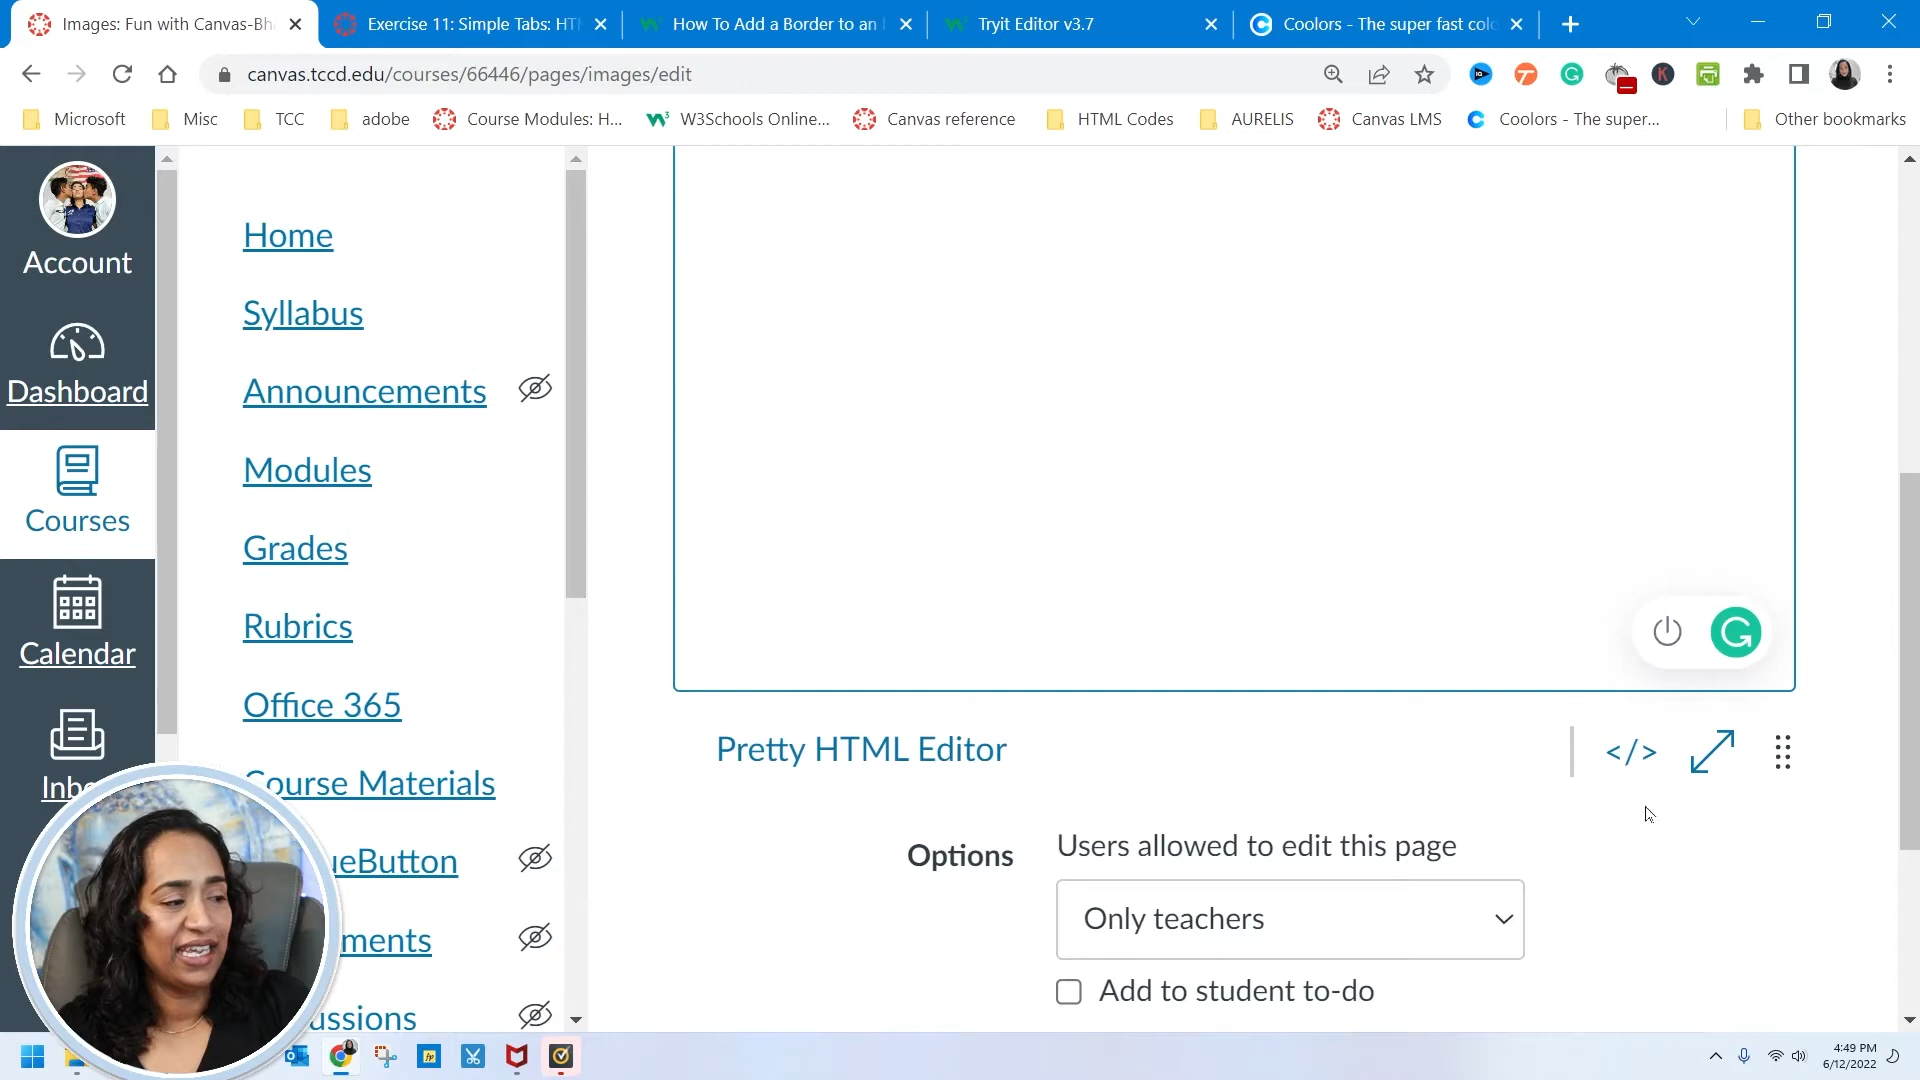 Images: Fun with Canvas-Bha
Exercise 11: Simple Tabs: HTM
How To Add a Border to an I
Tryit Editor v3.7
Coolors - The super fast colo
canvas.tccd.edu/courses/66446/pages/images/edit
Microsoft
Misc
TCC
adobe
Course Modules: H...
W3Schools Online...
Canvas reference
HTML Codes
AURELIS
Canvas LMS
Coolors - The super...
Other bookmarks
Account
Dashboard
Courses
Calendar
Inbo
Home
Syllabus
Announcements
Modules
Grades
Rubrics
Office 365
Course Materials
ueButton
ments
ussions
Pretty HTML Editor
</>
Options
Users allowed to edit this page
Only teachers
Add to student to-do
4:49 PM
6/12/2022